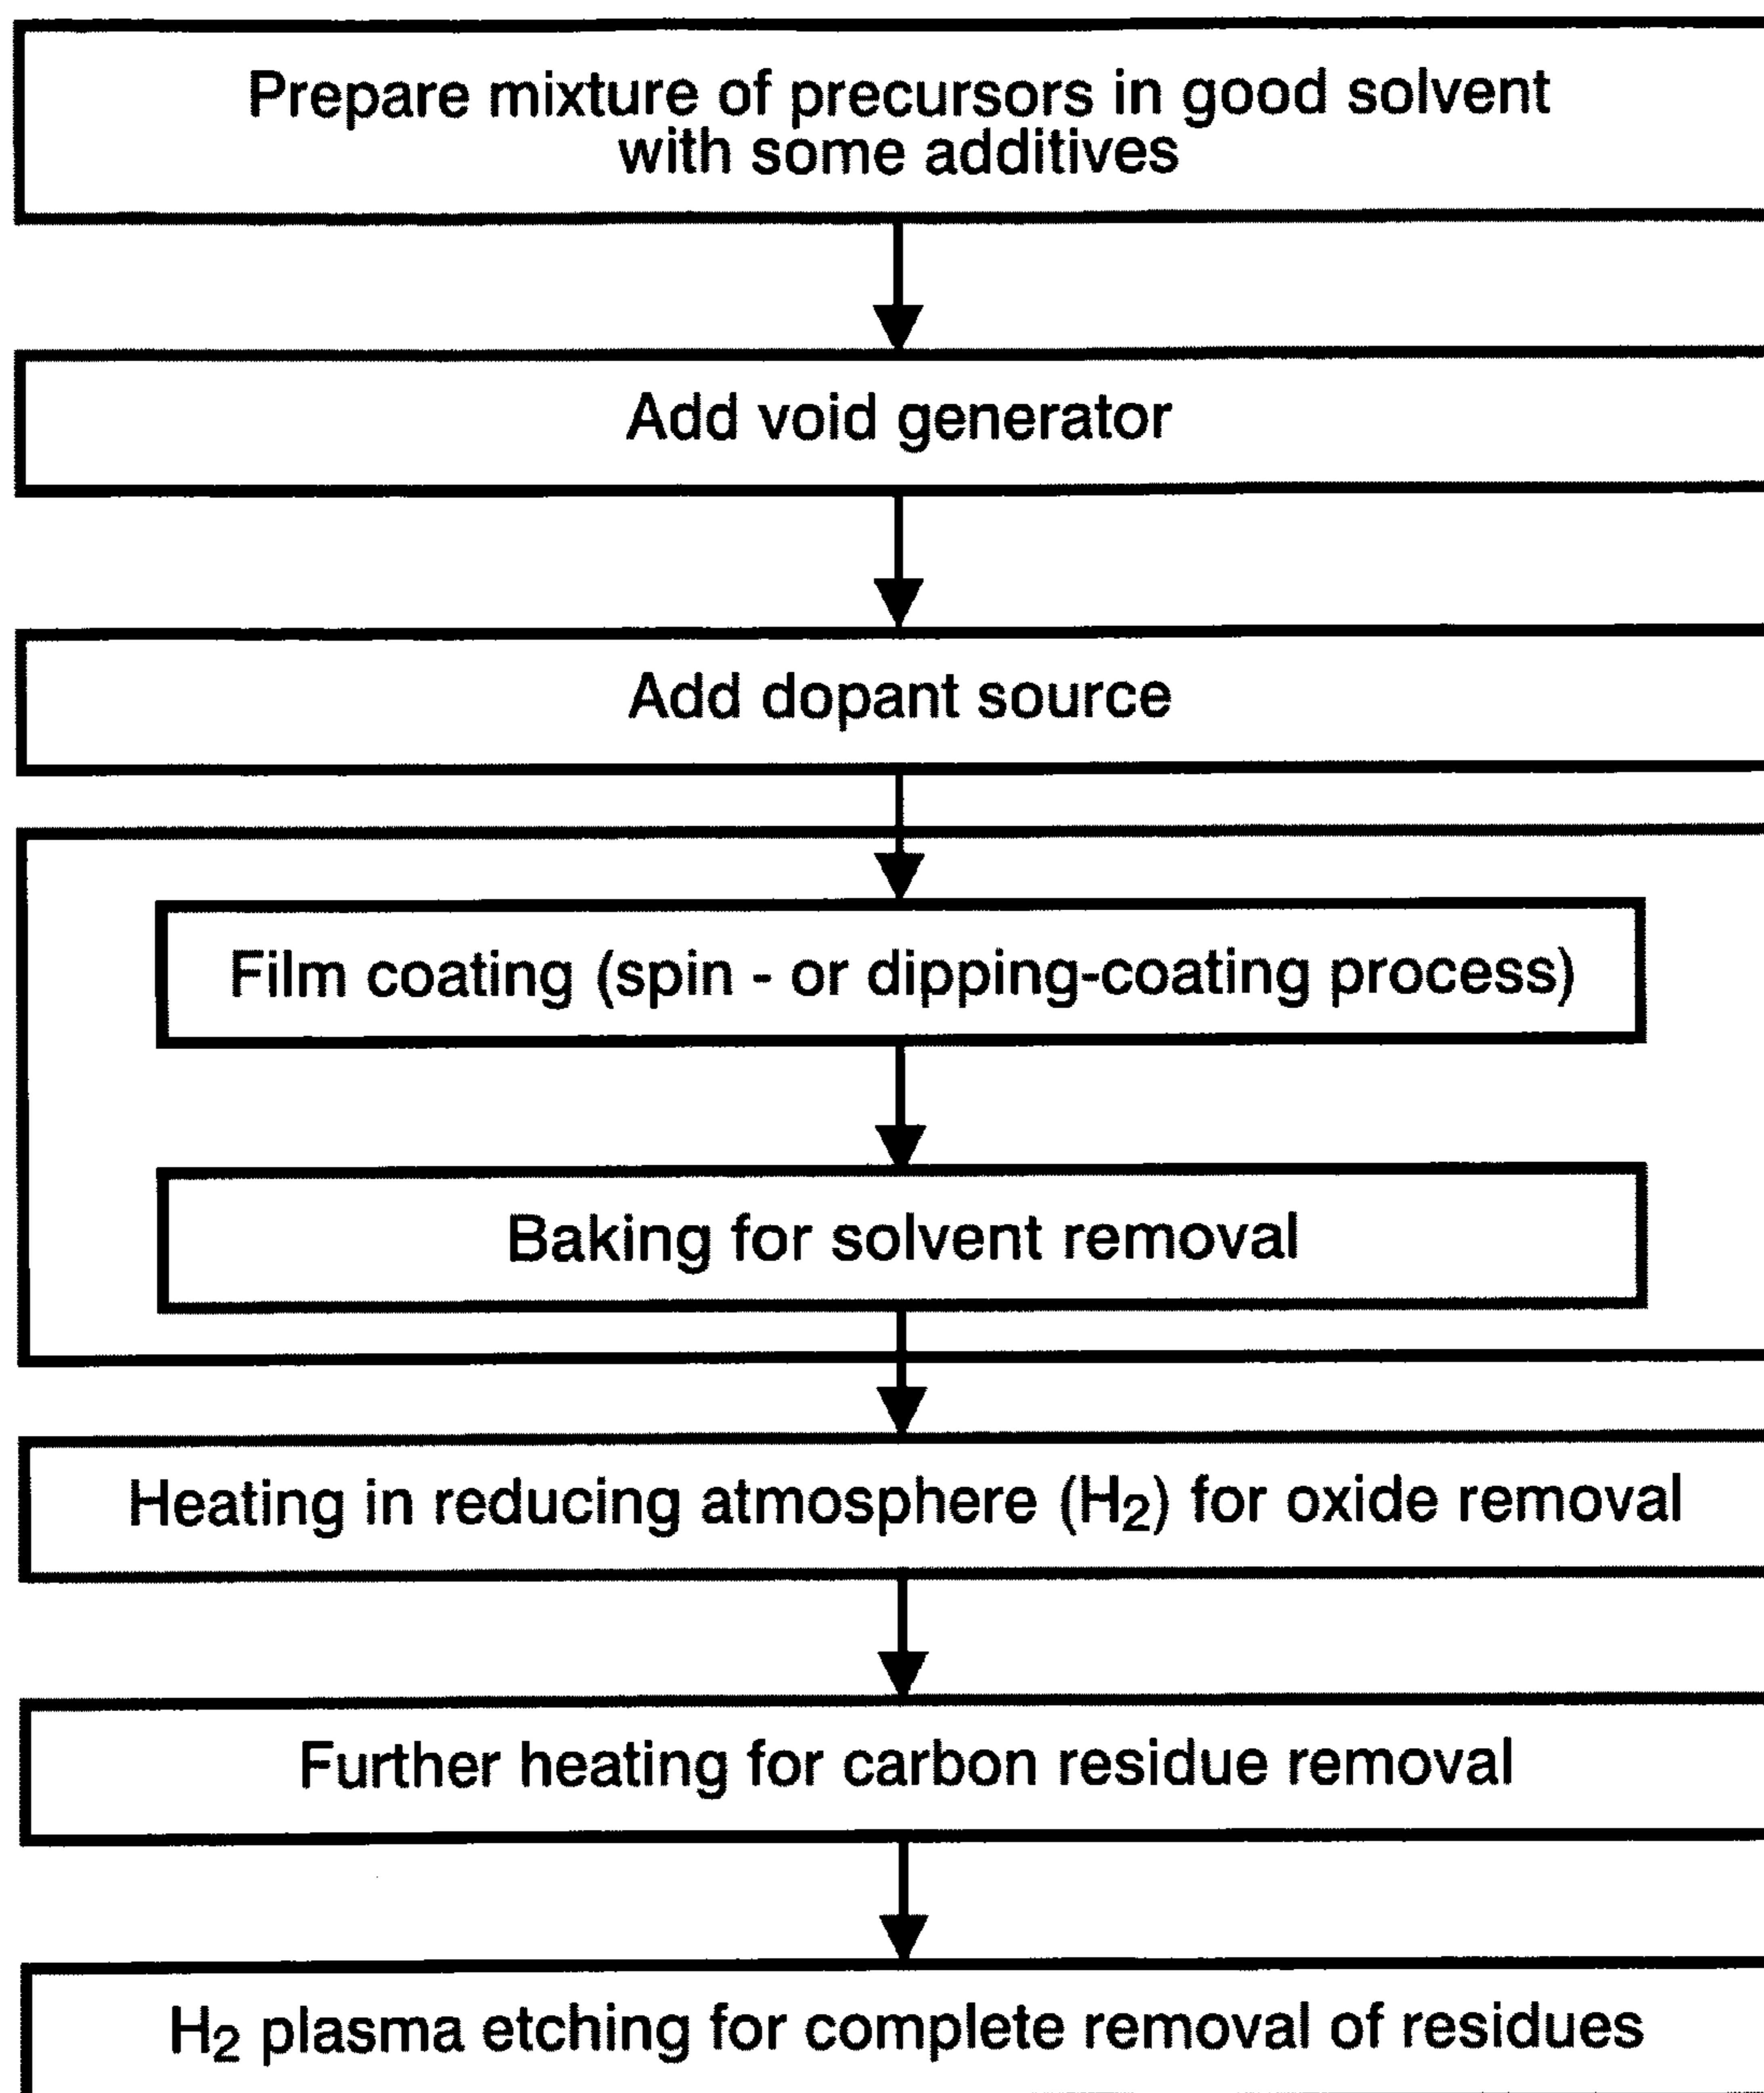 Prepare mixture of precursors in good solvent
with some additives
Add void generator
Add dopant source
Film coating (spin - or dipping-coating process)
Baking for solvent removal
Heating in reducing atmosphere (H₂) for oxide removal
Further heating for carbon residue removal
H₂ plasma etching for complete removal of residues